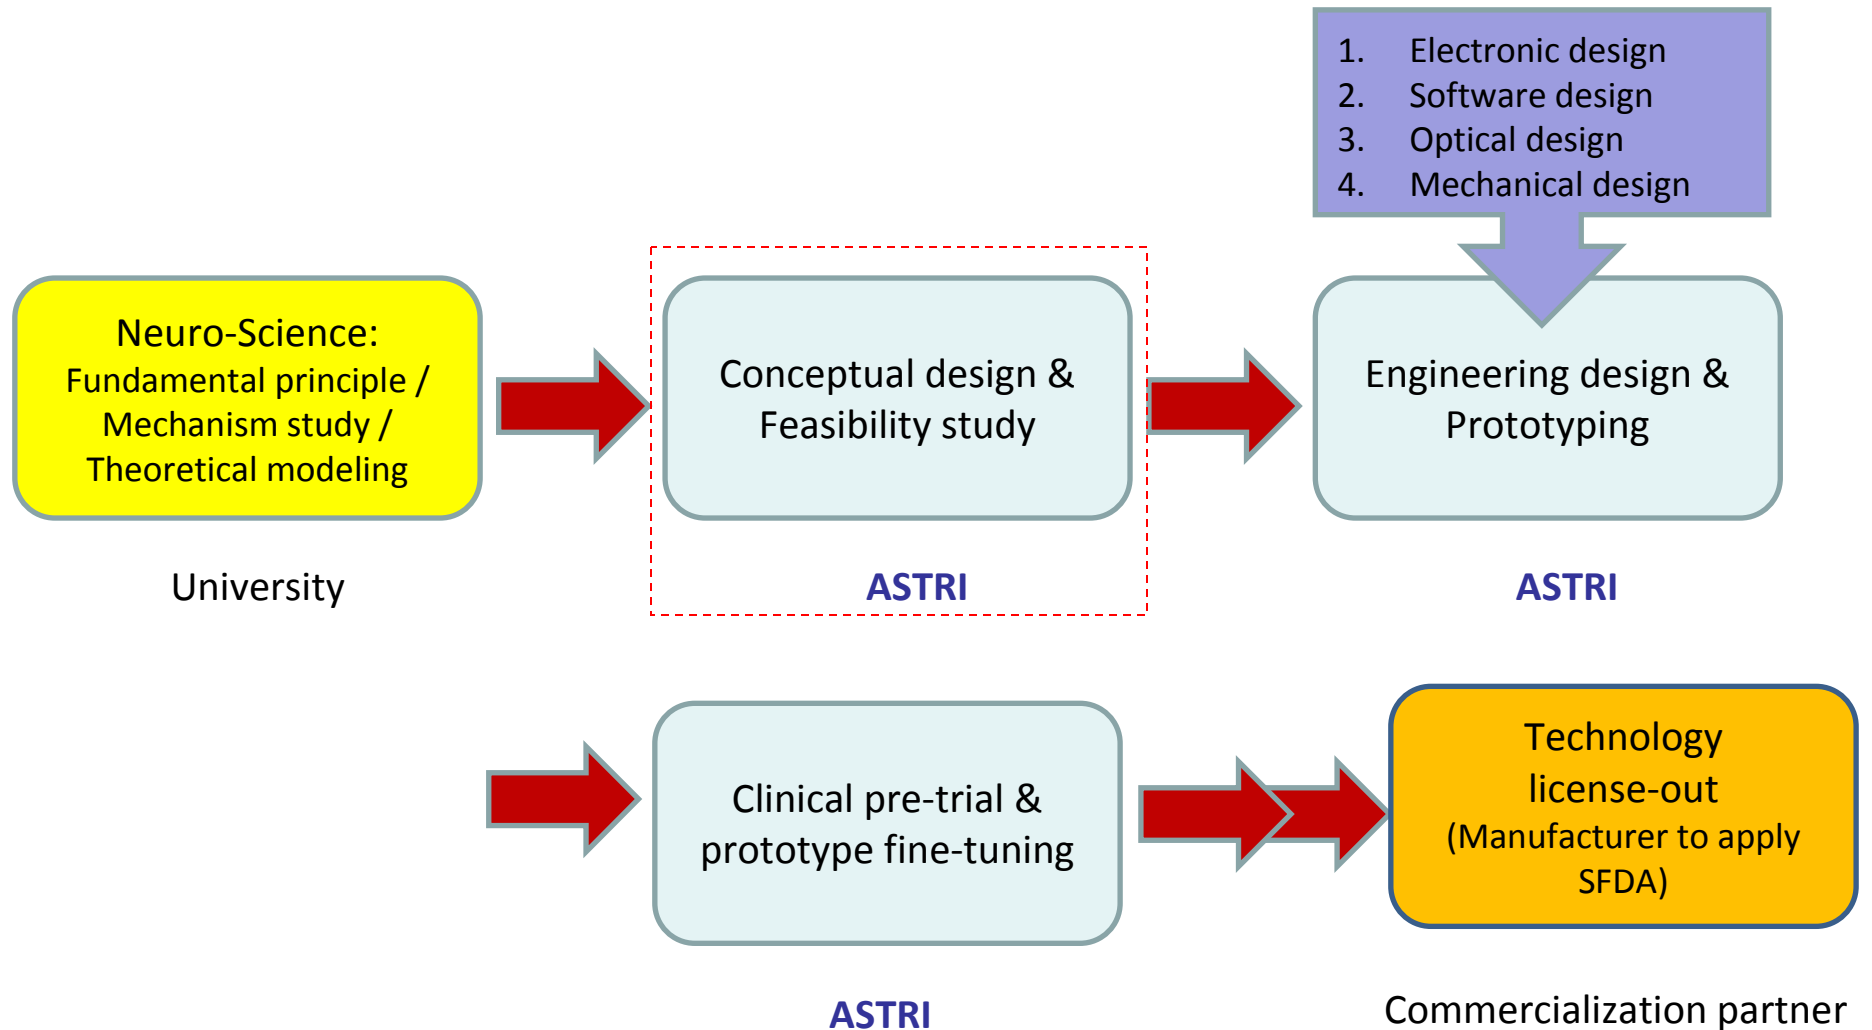 1. Electronic design
2. Software design
3. Optical design
4. Mechanical design
Neuro-Science:
Fundamental principle /
Mechanism study /
Theoretical modeling
University
Conceptual design &
Feasibility study
ASTRI
Engineering design &
Prototyping
ASTRI
Clinical pre-trial &
prototype fine-tuning
ASTRI
Technology
license-out
(Manufacturer to apply
SFDA)
Commercialization partner